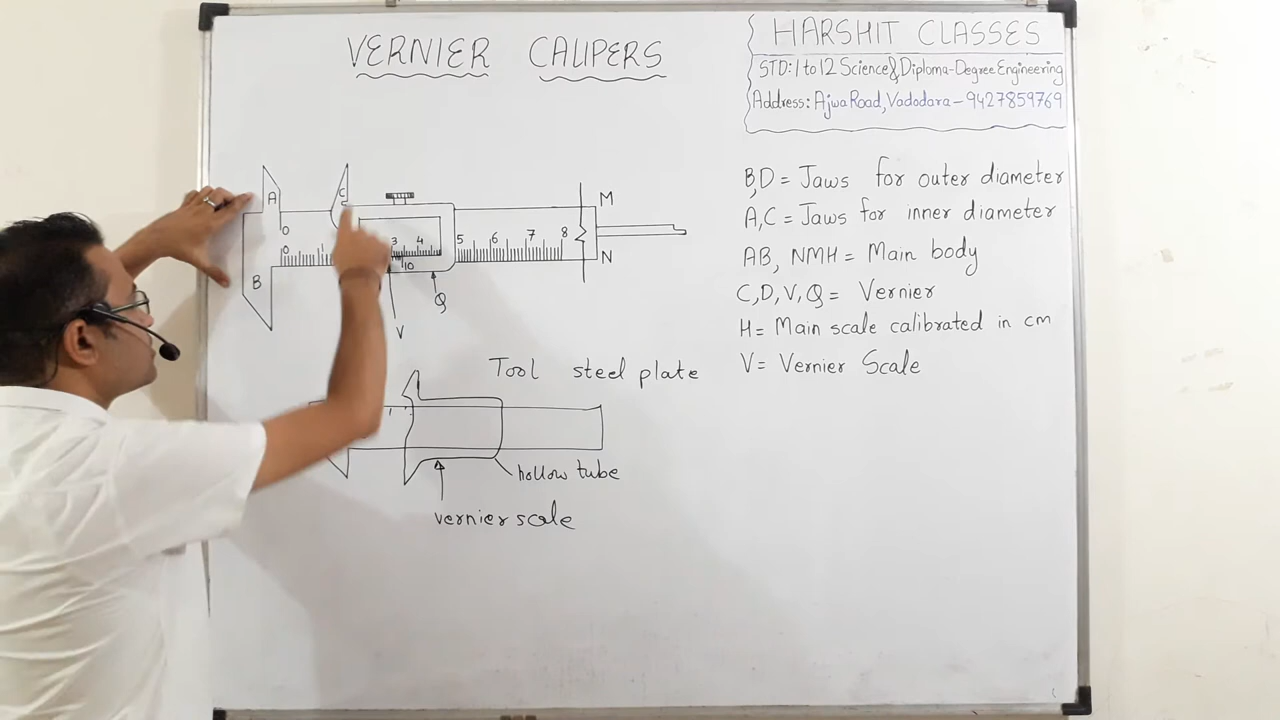 VERNIER CALIPERS
HARSHIT CLASSES
STD: 1 to 12 Science & Diploma-Degree Engineering
Address: Ajwa Road, Vadodara - 9427859769
B,D = Jaws for outer diameter
A,C = Jaws for inner diameter
AB, NMH = Main body
C,D,V,Q = Vernier
H = Main scale calibrated in cm
V = Vernier Scale
A
C
M
0
0 1 3 4 5 6 7 8
10
N
B
Q
V
Tool steel plate
hollow tube
vernier scale